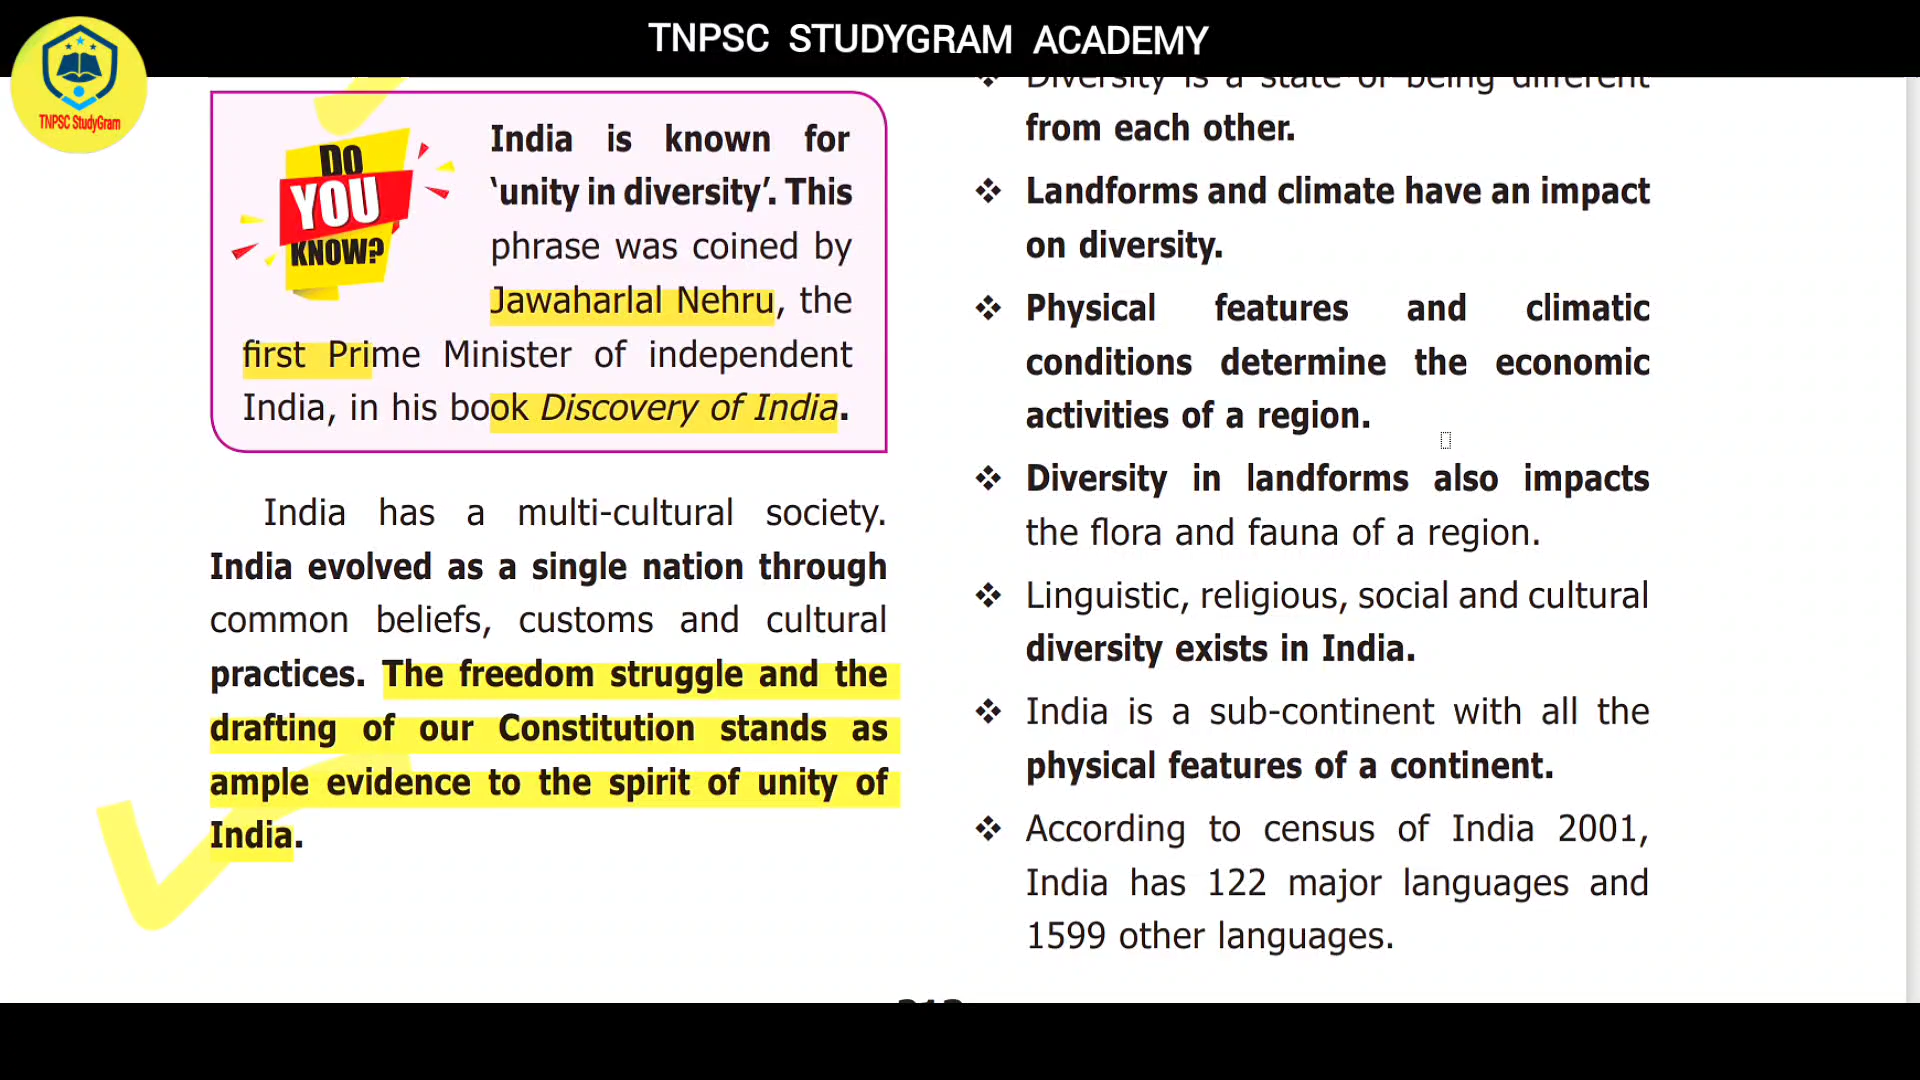 TNPSC STUDYGRAM ACADEMY
TNPSC StudyGram
DO
YOU
KNOW?
India is known for
‘unity in diversity’. This
phrase was coined by
Jawaharlal Nehru, the
first Prime Minister of independent
India, in his book Discovery of India.
India has a multi-cultural society.
India evolved as a single nation through
common beliefs, customs and cultural
practices. The freedom struggle and the
drafting of our Constitution stands as
ample evidence to the spirit of unity of
India.
❖ Diversity is a state of being different
from each other.
❖ Landforms and climate have an impact
on diversity.
❖ Physical features and climatic
conditions determine the economic
activities of a region.
❖ Diversity in landforms also impacts
the flora and fauna of a region.
❖ Linguistic, religious, social and cultural
diversity exists in India.
❖ India is a sub-continent with all the
physical features of a continent.
❖ According to census of India 2001,
India has 122 major languages and
1599 other languages.